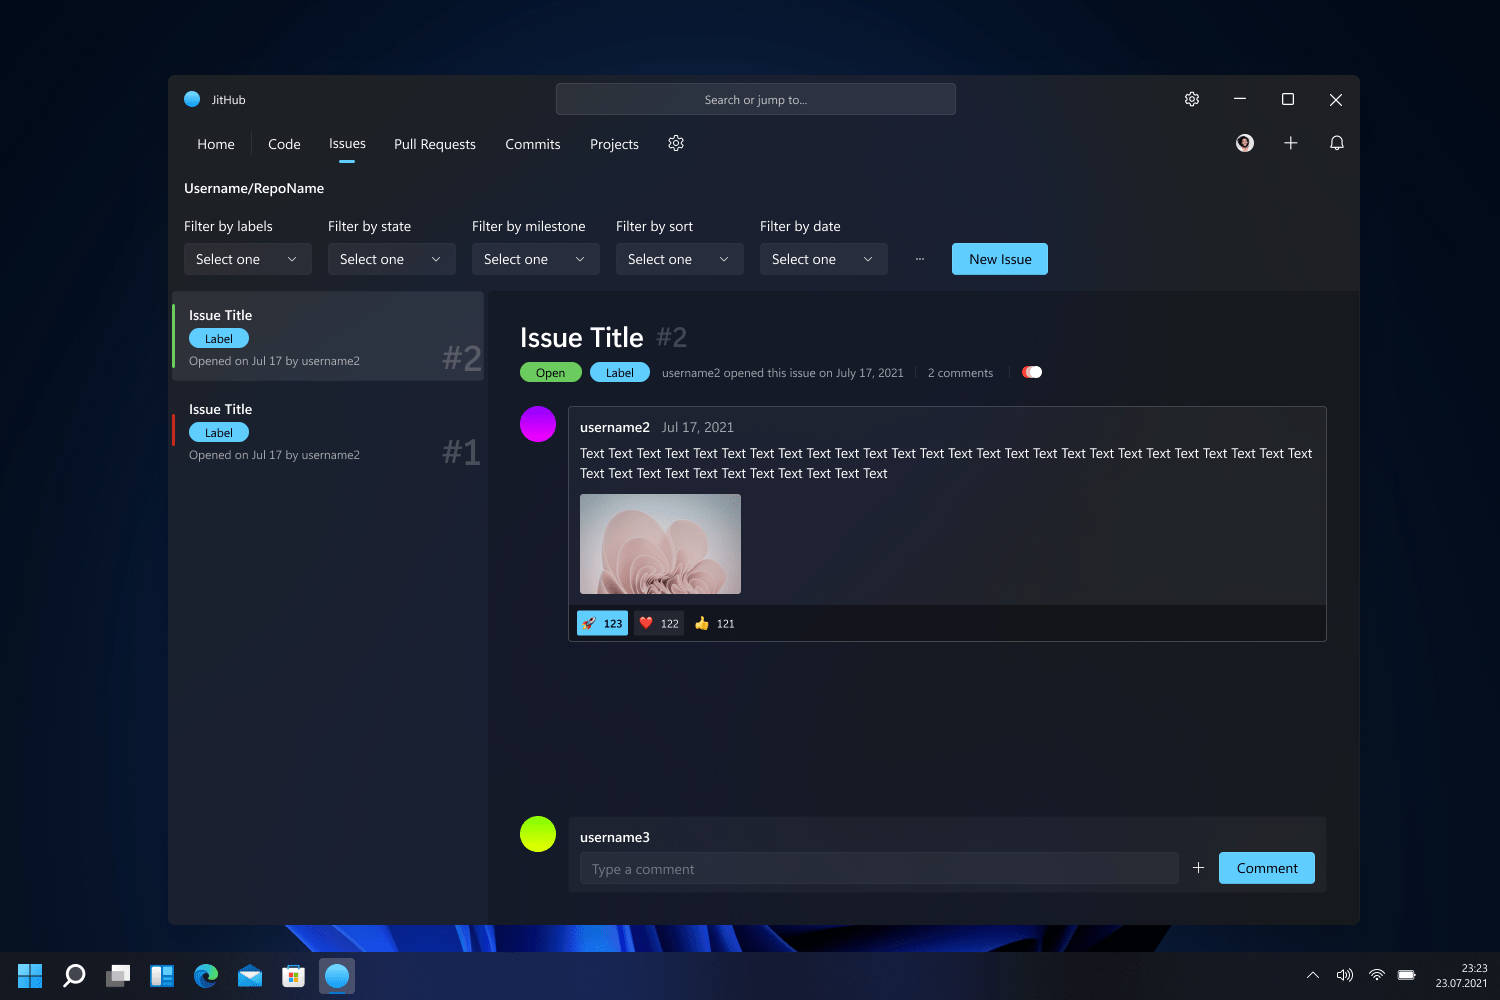 JitHub
Search or jump to...
Home
Code
Issues
Pull Requests
Commits
Projects
Username/RepoName
Filter by labels
Filter by state
Filter by milestone
Filter by sort
Filter by date
Select one
Select one
Select one
Select one
Select one
...
New Issue
Issue Title
Label
Opened on Jul 17 by username2
#2
Issue Title
Label
Opened on Jul 17 by username2
#1
Issue Title #2
Open
Label
username2 opened this issue on July 17, 2021
2 comments
username2 Jul 17, 2021
Text Text Text Text Text Text Text Text Text Text Text Text Text Text Text Text Text Text Text Text Text Text Text Text Text Text
Text Text Text Text Text Text Text Text Text Text Text
123
122
121
username3
Type a comment
Comment
23:23
23.07.2021